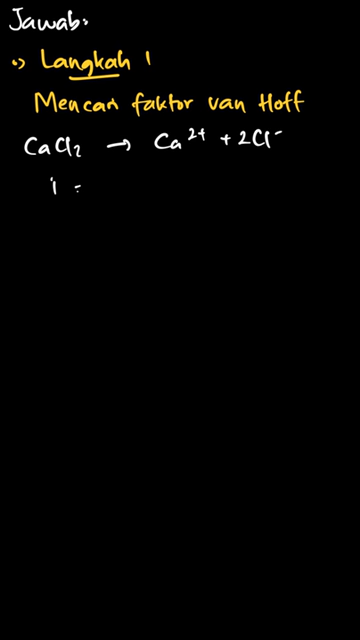 Jawab:
•) Langkah 1
Mencari faktor van Hoff
CaCl₂ → Ca²⁺ + 2Cl⁻
i =